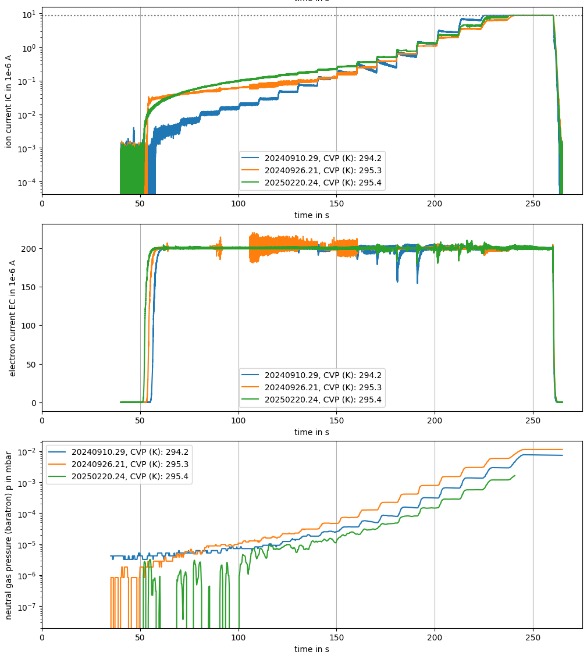 10¹
10⁰
10⁻¹
10⁻²
10⁻³
10⁻⁴
ion current IC in 1e-6 A
20240910.29, CVP (K): 294.2
20240926.21, CVP (K): 295.3
20250220.24, CVP (K): 295.4
0 50 100 150 200 250
time in s
200
150
100
50
0
electron current EC in 1e-6 A
20240910.29, CVP (K): 294.2
20240926.21, CVP (K): 295.3
20250220.24, CVP (K): 295.4
0 50 100 150 200 250
time in s
10⁻²
10⁻³
10⁻⁴
10⁻⁵
10⁻⁶
10⁻⁷
neutral gas pressure (baratron) p in mbar
20240910.29, CVP (K): 294.2
20240926.21, CVP (K): 295.3
20250220.24, CVP (K): 295.4
0 50 100 150 200 250
time in s